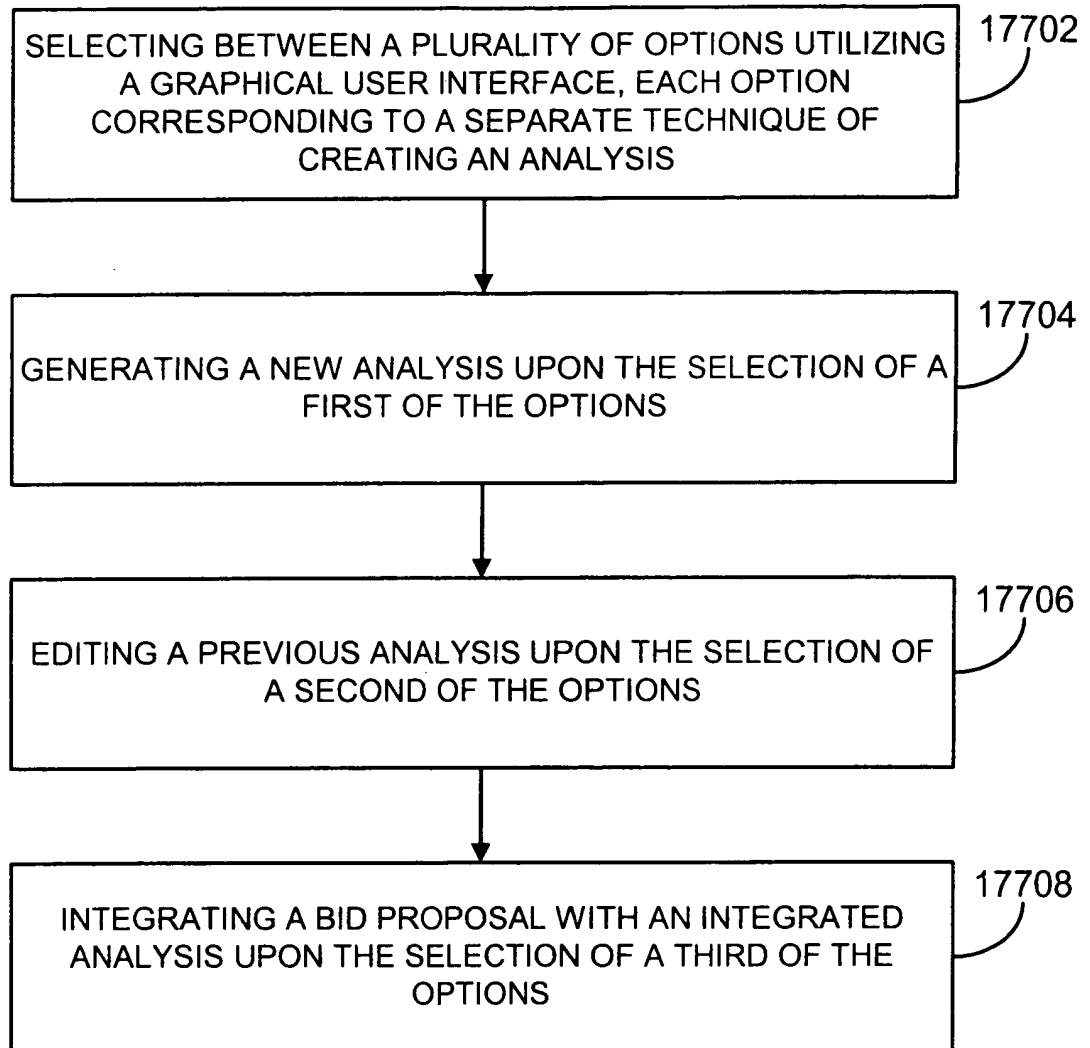 SELECTING BETWEEN A PLURALITY OF OPTIONS UTILIZING
A GRAPHICAL USER INTERFACE, EACH OPTION
CORRESPONDING TO A SEPARATE TECHNIQUE OF
CREATING AN ANALYSIS
17702
GENERATING A NEW ANALYSIS UPON THE SELECTION OF A
FIRST OF THE OPTIONS
17704
EDITING A PREVIOUS ANALYSIS UPON THE SELECTION OF
A SECOND OF THE OPTIONS
17706
INTEGRATING A BID PROPOSAL WITH AN INTEGRATED
ANALYSIS UPON THE SELECTION OF A THIRD OF THE
OPTIONS
17708